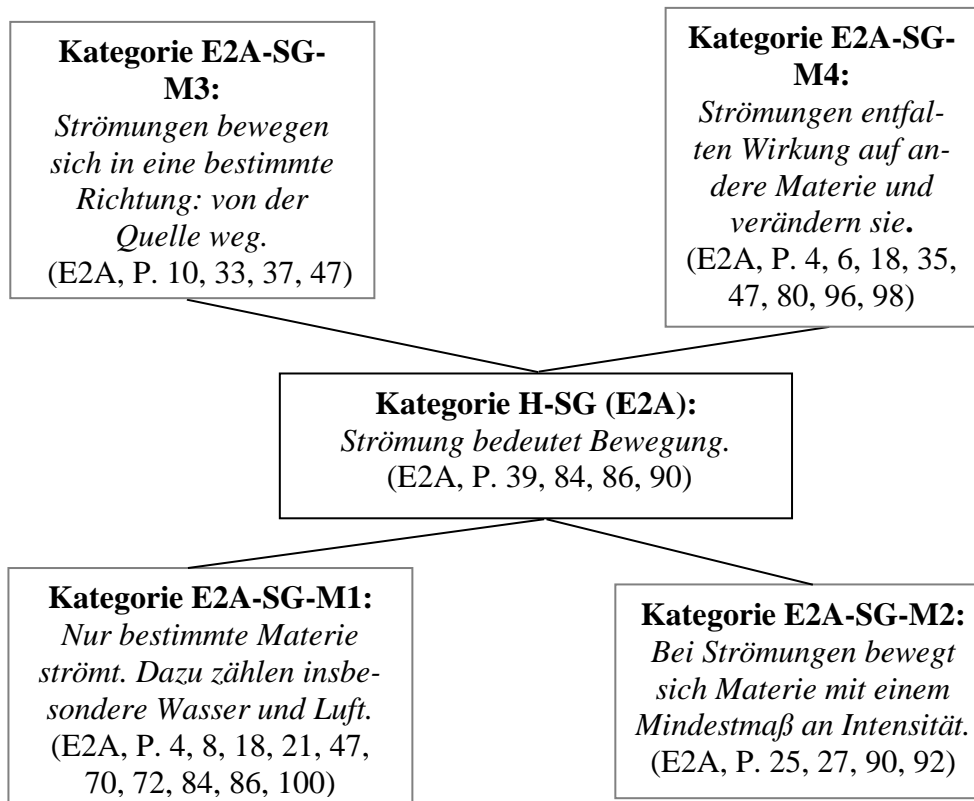 Kategorie E2A-SG-
M3:
Strömungen bewegen
sich in eine bestimmte
Richtung: von der
Quelle weg.
(E2A, P. 10, 33, 37, 47)
Kategorie E2A-SG-
M4:
Strömungen entfal-
ten Wirkung auf an-
dere Materie und
verändern sie.
(E2A, P. 4, 6, 18, 35,
47, 80, 96, 98)
Kategorie H-SG (E2A):
Strömung bedeutet Bewegung.
(E2A, P. 39, 84, 86, 90)
Kategorie E2A-SG-M1:
Nur bestimmte Materie
strömt. Dazu zählen insbe-
sondere Wasser und Luft.
(E2A, P. 4, 8, 18, 21, 47,
70, 72, 84, 86, 100)
Kategorie E2A-SG-M2:
Bei Strömungen bewegt
sich Materie mit einem
Mindestmaß an Intensität.
(E2A, P. 25, 27, 90, 92)